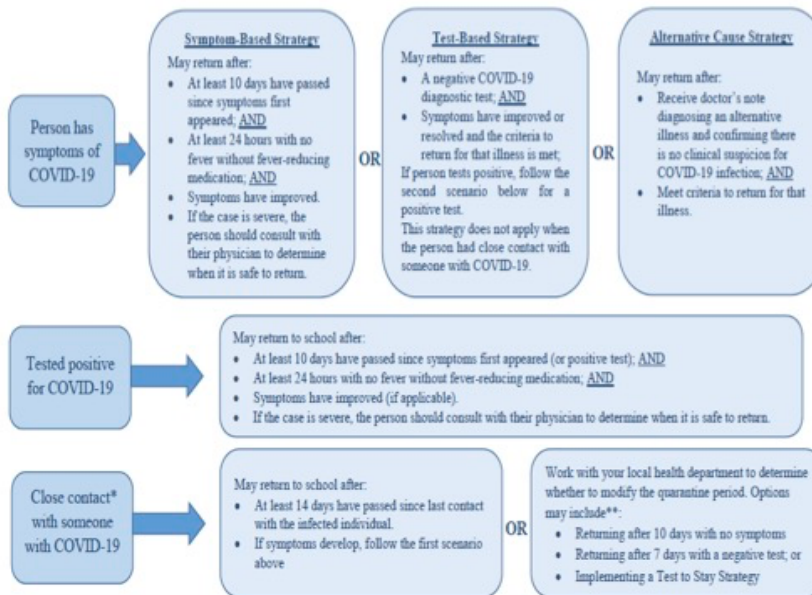 Person has
symptoms of
COVID-19
Symptom-Based Strategy
May return after:
• At least 10 days have passed
since symptoms first
appeared; AND
• At least 24 hours with no
fever without fever-reducing
medication; AND
• Symptoms have improved.
• If the case is severe, the
person should consult with
their physician to determine
when it is safe to return.
OR
Test-Based Strategy
May return after:
• A negative COVID-19
diagnostic test; AND
• Symptoms have improved or
resolved and the criteria to
return for that illness is met;
If person tests positive, follow the
second scenario below for a
positive test.
This strategy does not apply when
the person had close contact with
someone with COVID-19.
OR
Alternative Cause Strategy
May return after:
• Receive doctor's note
diagnosing an alternative
illness and confirming there
is no clinical suspicion for
COVID-19 infection; AND
• Meet criteria to return for that
illness.
Tested positive
for COVID-19
May return to school after:
• At least 10 days have passed since symptoms first appeared (or positive test); AND
• At least 24 hours with no fever without fever-reducing medication; AND
• Symptoms have improved (if applicable).
• If the case is severe, the person should consult with their physician to determine when it is safe to return.
Close contact*
with someone
with COVID-19
May return to school after:
• At least 14 days have passed since last contact
with the infected individual.
• If symptoms develop, follow the first scenario
above
OR
Work with your local health department to determine
whether to modify the quarantine period. Options
may include**:
• Returning after 10 days with no symptoms
• Returning after 7 days with a negative test; or
• Implementing a Test to Stay Strategy